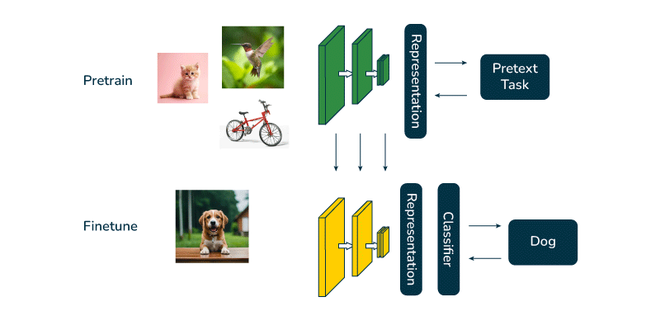 Pretrain
Representation
Pretext
Task
Finetune
Representation
Classifier
Dog